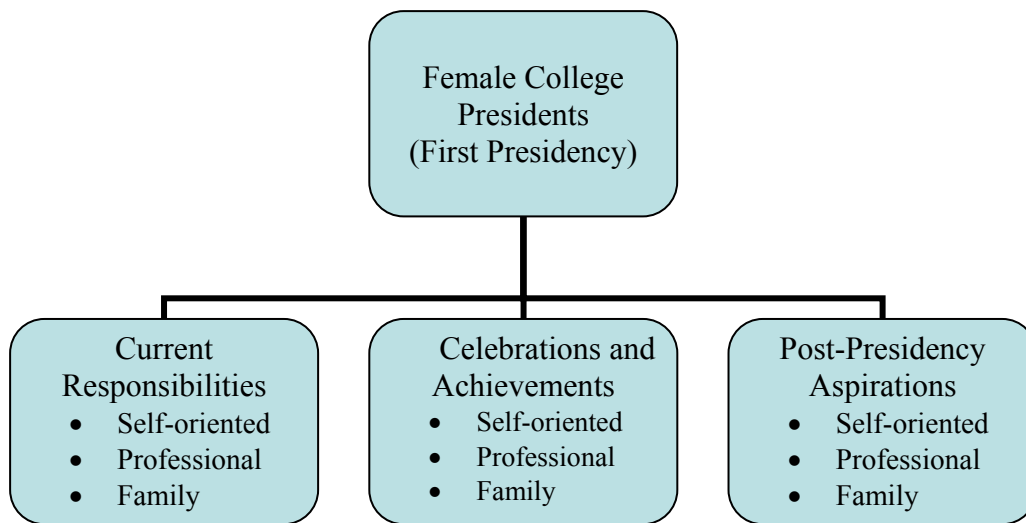 Female College
Presidents
(First Presidency)
Current
Responsibilities
• Self-oriented
• Professional
• Family
Celebrations and
Achievements
• Self-oriented
• Professional
• Family
Post-Presidency
Aspirations
• Self-oriented
• Professional
• Family